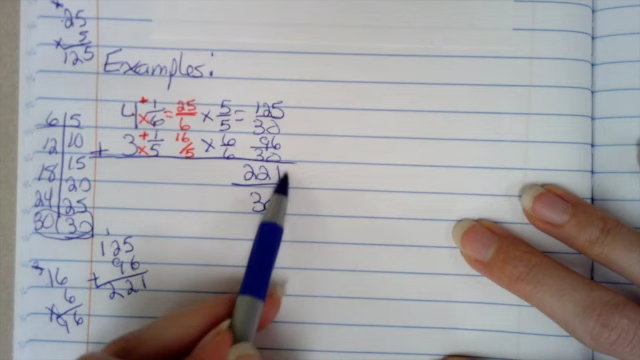 25
× 5
125
Examples:
4 1/6 = 25/6 × 5/5 = 125/30
+ 3 1/5 16/5 × 6/6 96/30
221
30
6 | 5
12 | 10
18 | 15
24 | 20
30 | 25
30
125
+ 96
221
3
16
× 6
96